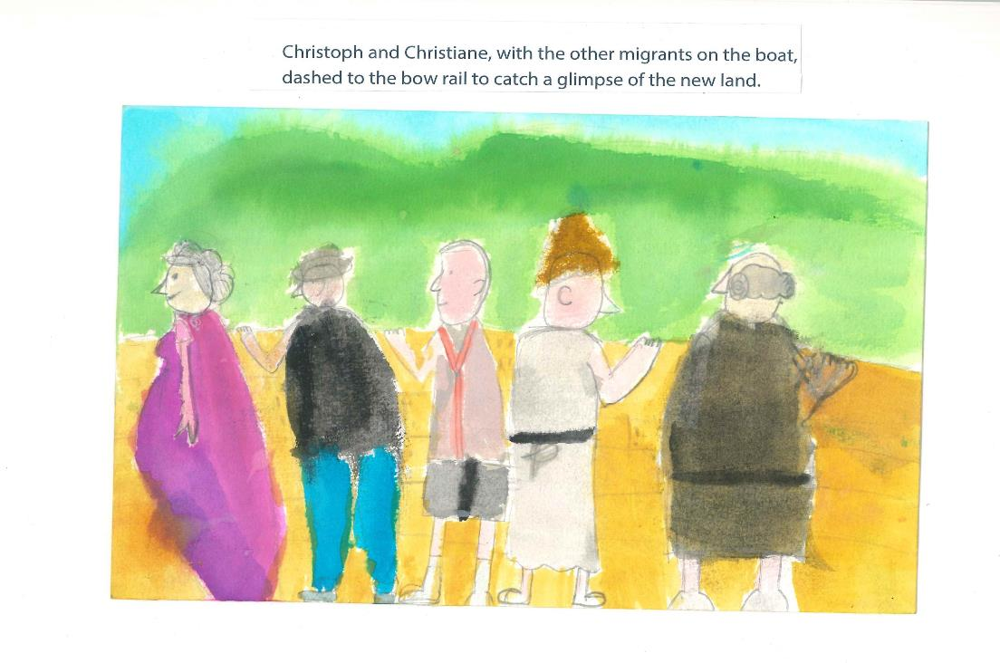 Christoph and Christiane, with the other migrants on the boat,
dashed to the bow rail to catch a glimpse of the new land.